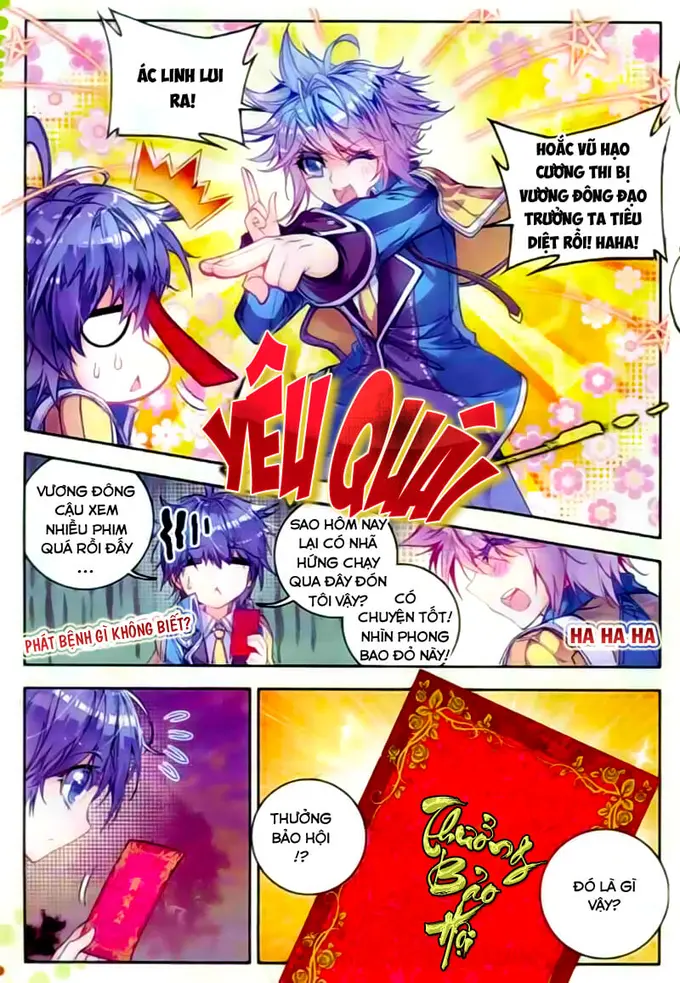 ÁC LINH LUI
RA!
HOẮC VŨ HẠO
CƯƠNG THI BỊ
VƯƠNG ĐÔNG ĐẠO
TRƯỞNG TA TIÊU
DIỆT RỒI! HAHA!
YÊU QUÁI
VƯƠNG ĐÔNG
CẬU XEM
NHIỀU PHIM
QUÁ RỒI ĐẤY
...
PHÁT BỆNH GÌ KHÔNG BIẾT?
SAO HÔM NAY
LẠI CÓ NHÃ
HỨNG CHẠY
QUA ĐÂY ĐÓN
TÔI VẬY?
CÓ
CHUYỆN TỐT!
NHÌN PHONG
BAO ĐỎ NÀY!
HA HA HA
THƯỞNG
BẢO HỘI
!?
Thưởng
Bảo
Hội
ĐÓ LÀ GÌ
VẬY?